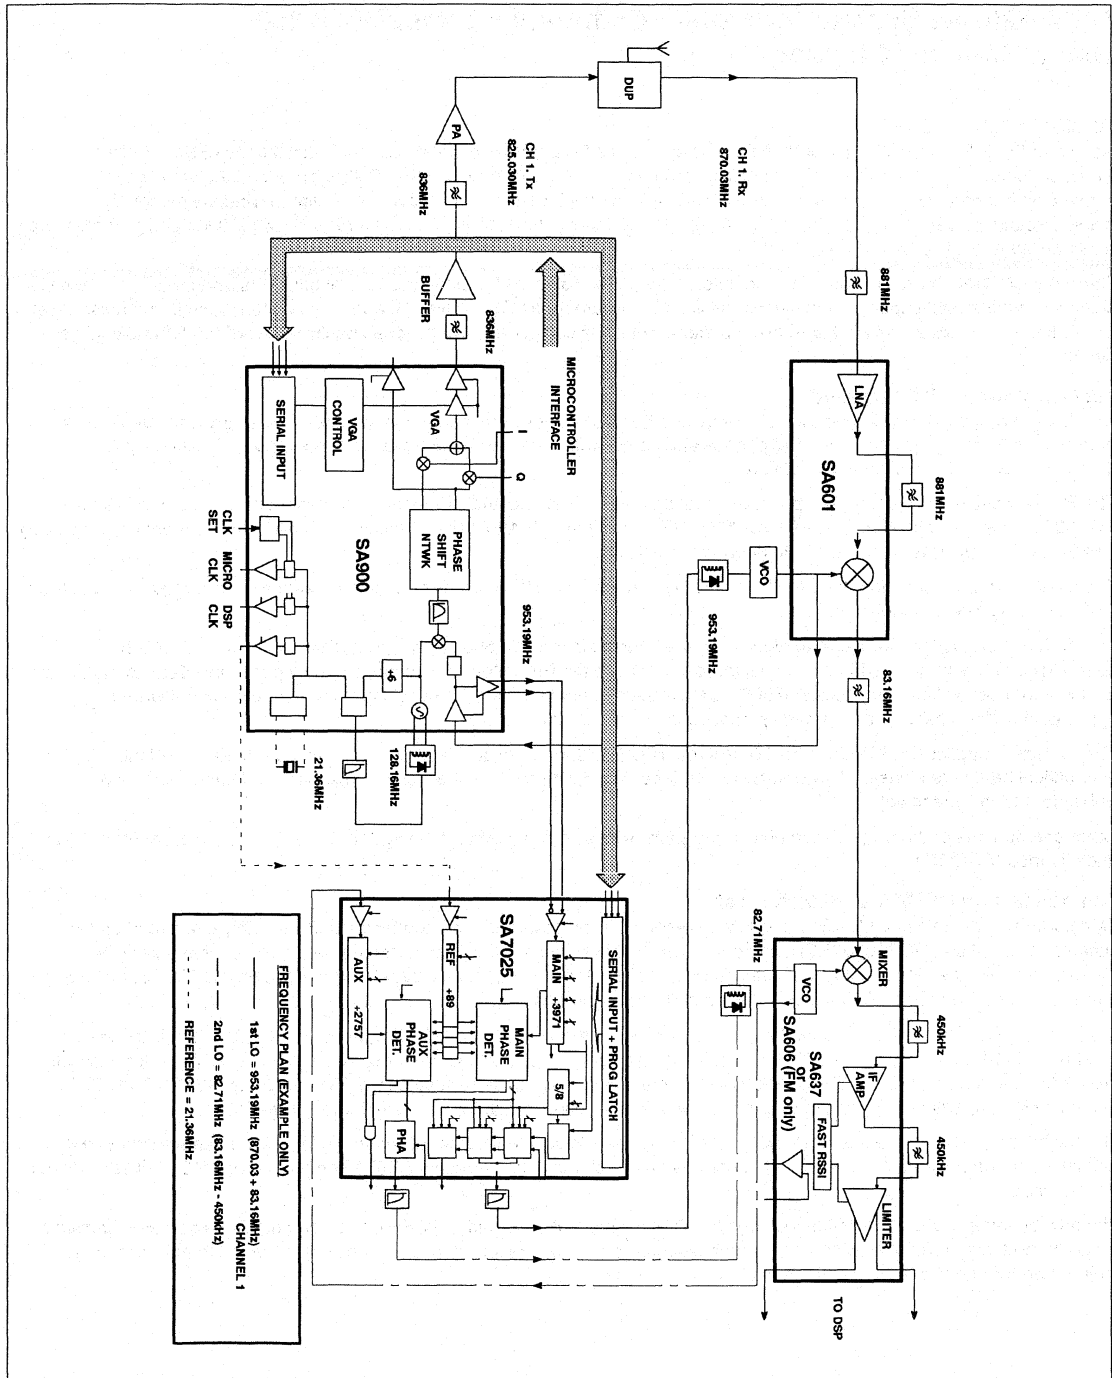 DUP
PA
836MHz
CH 1. Tx
825.030MHz
CH 1. Rx
870.03MHz
881MHz
LNA
SA601
881MHz
VCO
953.19MHz
83.16MHz
BUFFER
836MHz
MICROCONTROLLER
INTERFACE
SERIAL INPUT
VGA
CONTROL
VGA
I
Q
PHASE
SHIFT
NTWK
SA900
CLK
SET
MICRO
CLK
DSP
CLK
÷6
953.19MHz
128.16MHz
21.36MHz
82.71MHz
MIXER
VCO
450kHz
IF
AMP
450kHz
FAST RSSI
LIMITER
SA637
or
SA606 (FM only)
TO DSP
SERIAL INPUT + PROG LATCH
SA7025
MAIN ÷3971
REF ÷89
AUX ÷2757
MAIN
PHASE
DET.
AUX
PHASE
DET.
5/8
PHA
FREQUENCY PLAN (EXAMPLE ONLY)
1st LO = 953.19MHz (870.03 + 83.16MHz)
CHANNEL 1
2nd LO = 82.71MHz (83.16MHz - 450kHz)
REFERENCE = 21.36MHz